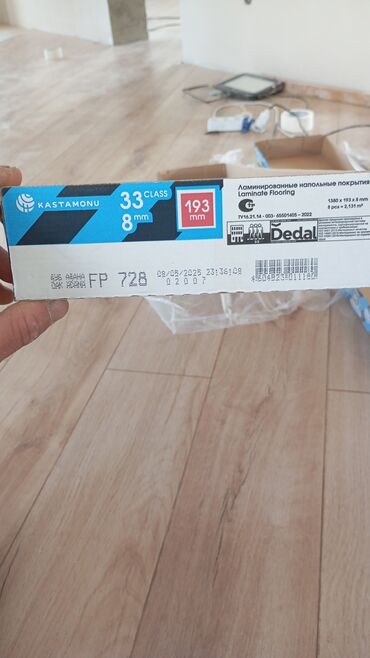 KASTAMONU
33 CLASS
8 mm
193
mm
Ламинированные напольные покрытия
Laminate Flooring
1380 x 193 x 8 mm
8 pcs = 2,131 m²
ТУ16.21.14 - 003- 65501405 - 2022
Dedal
FP 728
08/05/2025 23:36:08
02007